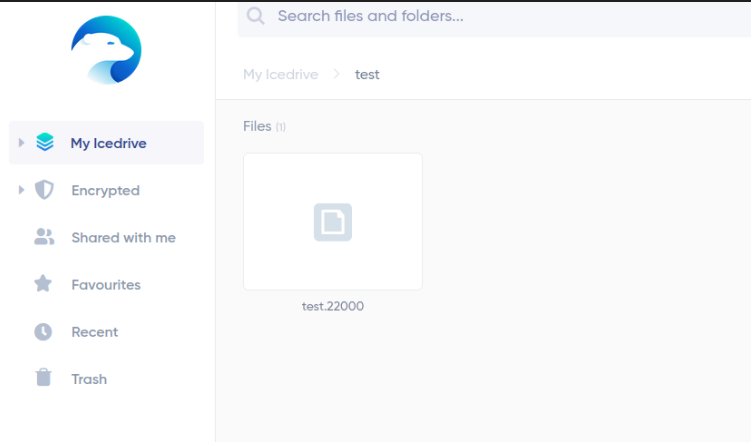 Search files and folders...
My Icedrive > test
My Icedrive
Encrypted
Shared with me
Favourites
Recent
Trash
Files (1)
test.22000